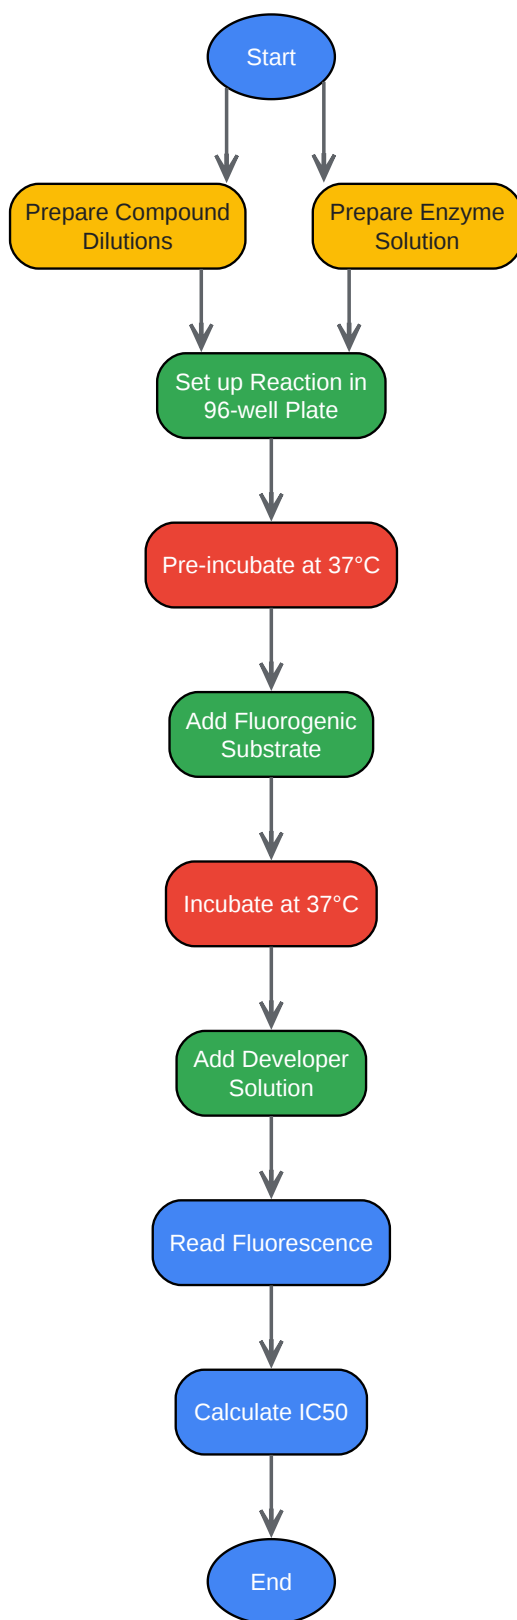 Start
Prepare Compound
Dilutions
Prepare Enzyme
Solution
Set up Reaction in
96-well Plate
Pre-incubate at 37°C
Add Fluorogenic
Substrate
Incubate at 37°C
Add Developer
Solution
Read Fluorescence
Calculate IC50
End